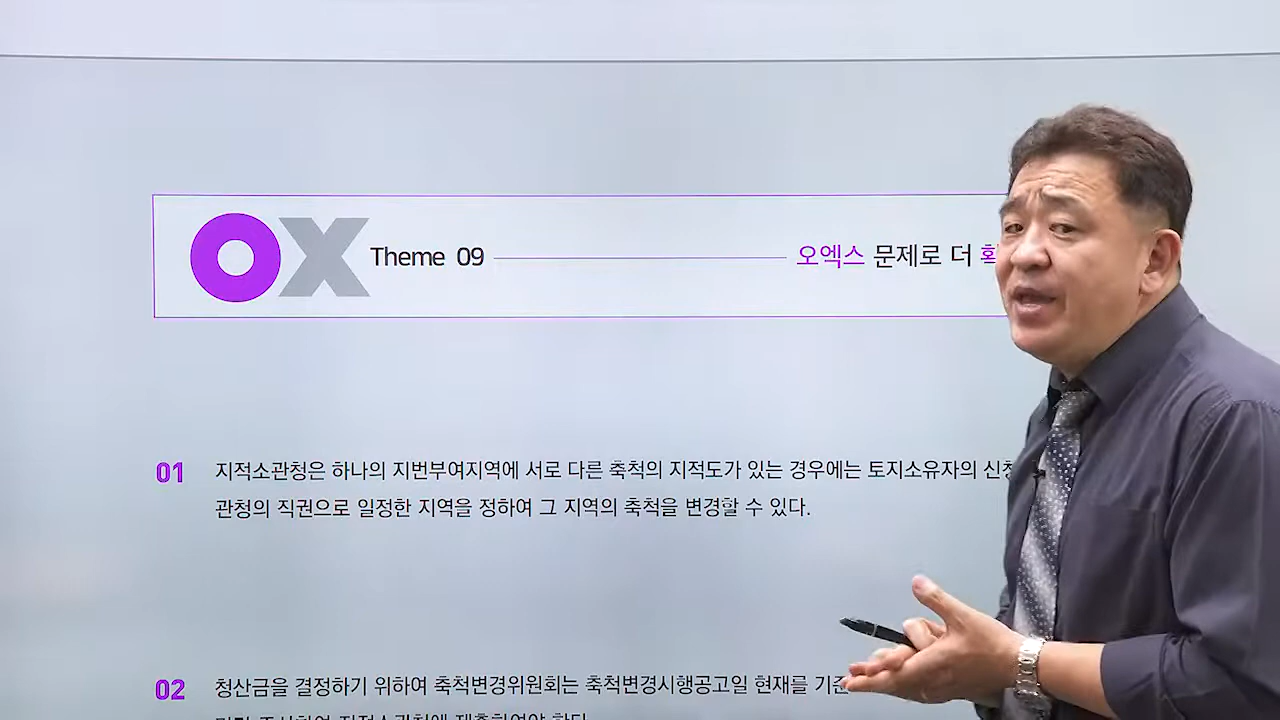 OX Theme 09 오엑스 문제로 더
01 지적소관청은 하나의 지번부여지역에 서로 다른 축척의 지적도가 있는 경우에는 토지소유자의
관청의 직권으로 일정한 지역을 정하여 그 지역의 축척을 변경할 수 있다.
02 청산금을 결정하기 위하여 축척변경위원회는 축척변경시행공고일 현재를